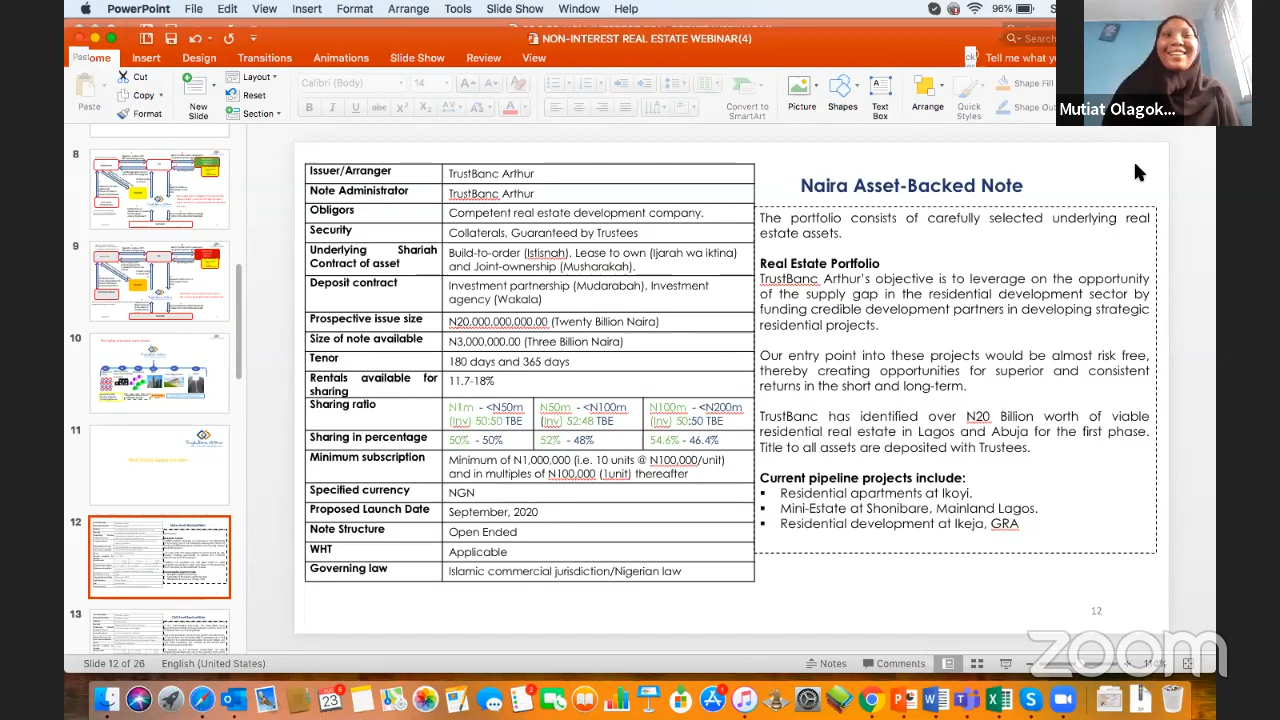 PowerPoint File Edit View Insert Format Arrange Tools Slide Show Window Help 96%
NON-INTEREST REAL ESTATE WEBINAR(4)
Insert Design Transitions Animations Slide Show Review View Tell me what you
Paste
Cut
Copy
Format
New
Slide
Layout
Reset
Section
Calibri (Body) 14
Convert to
SmartArt
Picture
Shapes
Text
Box
Arrange
Quick
Styles
Shape Fill
Mutiat Olagok...
8
9
10
11
12
13
Issuer/Arranger TrustBanc Arthur
Note Administrator TrustBanc Arthur
Obligors Competent real estate development company.
Security Collaterals, Guaranteed by Trustees
Underlying Shariah Build-to-order (Istisnah), Lease to own (Ijarah wa iktina)
Contract of asset and Joint-ownership (Musharakah).
Deposit contract Investment partnership (Mudarabah), Investment
agency (Wakala)
Prospective issue size N20,000,000,000.00 (Twenty Billion Naira)
Size of note available N3,000,000.00 (Three Billion Naira)
Tenor 180 days and 365 days
Rentals available for 11.7-18%
sharing
Sharing ratio N1m - <N50m N50m - <N100m N100m - <N200m
(Inv) 50:50 TBE (Inv) 52:48 TBE (Inv) 50:50 TBE
Sharing in percentage 50% - 50% 52% - 48% 54.6% - 46.4%
Minimum subscription Minimum of N1,000,000 (i.e. 10 units @ N100,000/unit)
and in multiples of N100,000 (1unit) thereafter
Specified currency NGN
Proposed Launch Date September, 2020
Note Structure Open Ended
WHT Applicable
Governing law Islamic commercial jurisdiction/Nigerian law
Naira Asset-Backed Note
The portfolio consists of carefully selected underlying real
estate assets.
Real Estate Portfolio
TrustBanc Arthur's objective is to leverage on the opportunity
of the supply gap in the residential development sector by
funding credible development partners in developing strategic
residential projects.
Our entry point into these projects would be almost risk free,
thereby creating opportunities for superior and consistent
returns in the short and long-term.
TrustBanc has identified over N20 Billion worth of viable
residential real estate in Lagos and Abuja for the first phase.
Title to all assets are deposited with Trustees.
Current pipeline projects include:
▪ Residential apartments at Ikoyi.
▪ Mini-Estate at Shonibare, Mainland Lagos.
▪ Residential development at Ikeja, GRA
12
zoom
Slide 12 of 26 English (United States) Notes Comments 114%